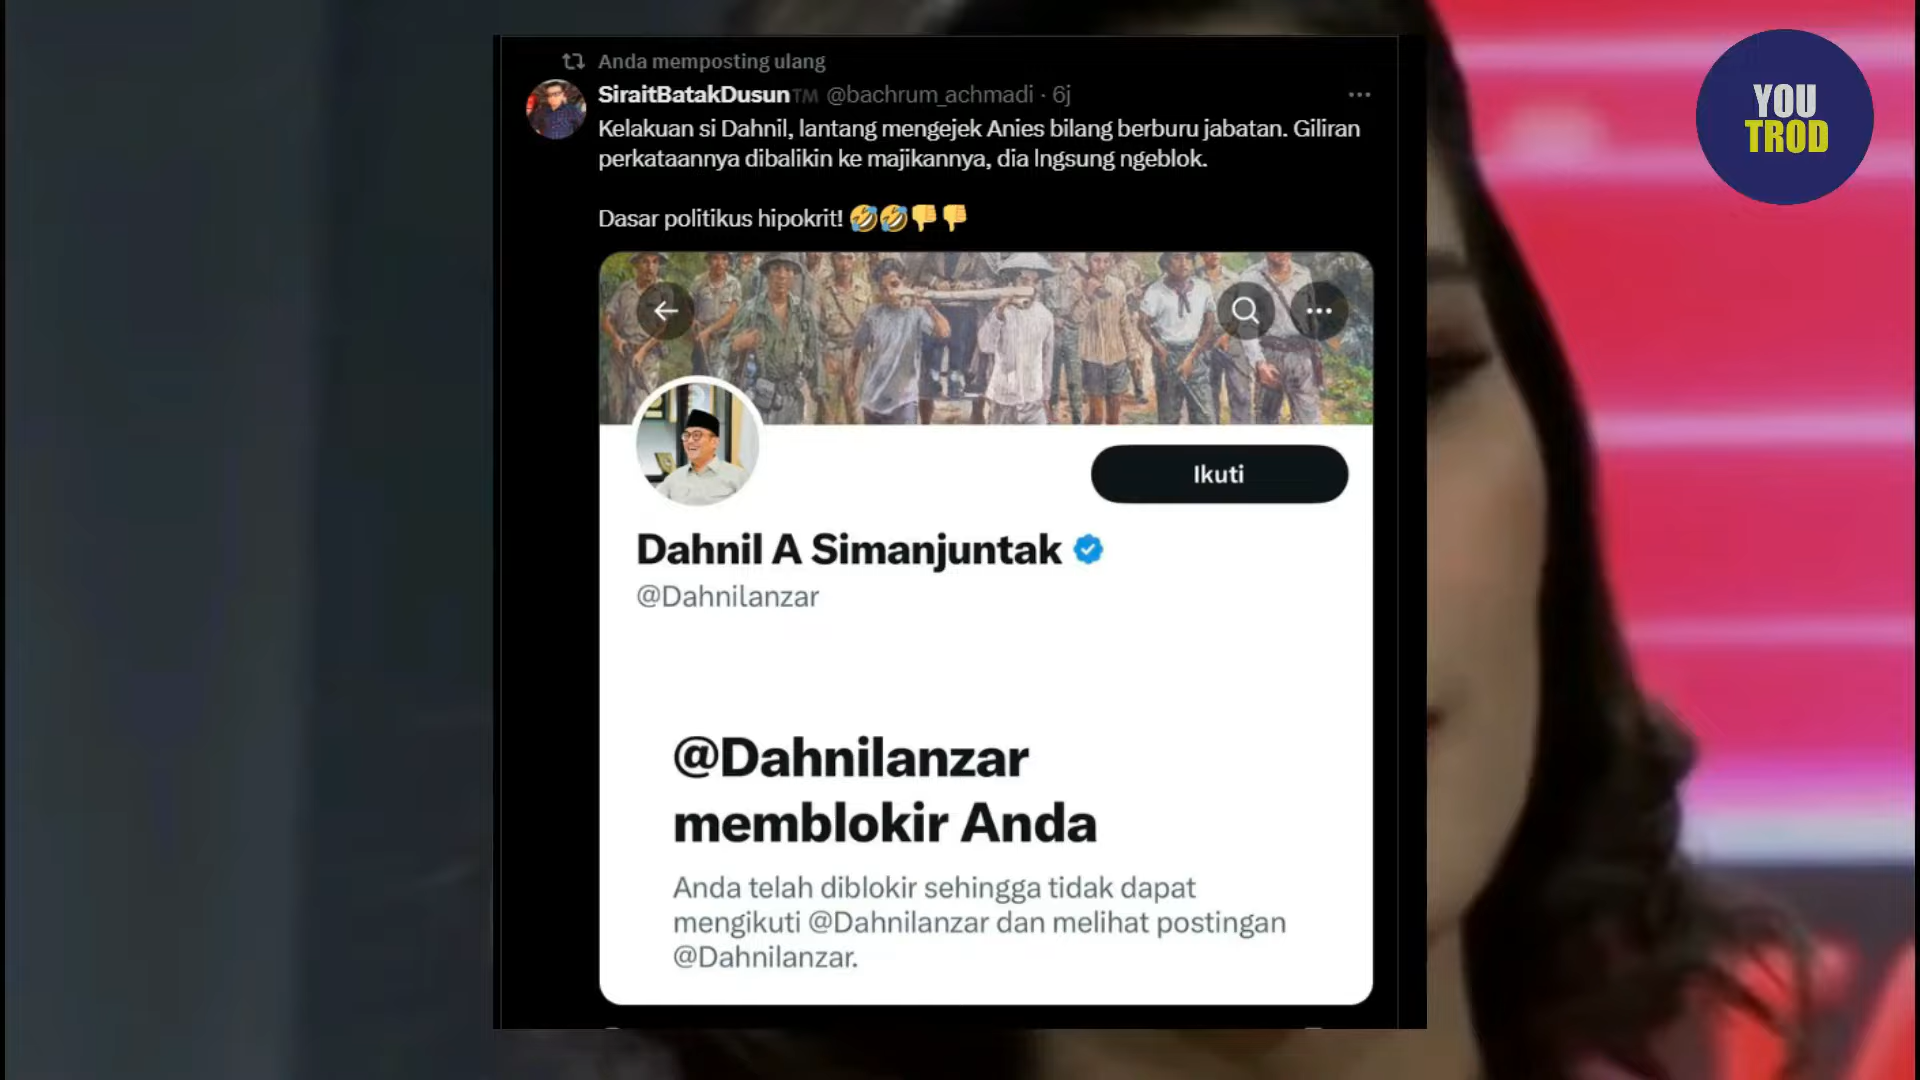 Anda memposting ulang
SiraitBatakDusun™ @bachrum_achmadi · 6j
Kelakuan si Dahnil, lantang mengejek Anies bilang berburu jabatan. Giliran
perkataannya dibalikin ke majikannya, dia lngsung ngeblok.
Dasar politikus hipokrit! 🤣🤣👎👎
Ikuti
Dahnil A Simanjuntak
@Dahnilanzar
@Dahnilanzar
memblokir Anda
Anda telah diblokir sehingga tidak dapat
mengikuti @Dahnilanzar dan melihat postingan
@Dahnilanzar.
YOU
TROD